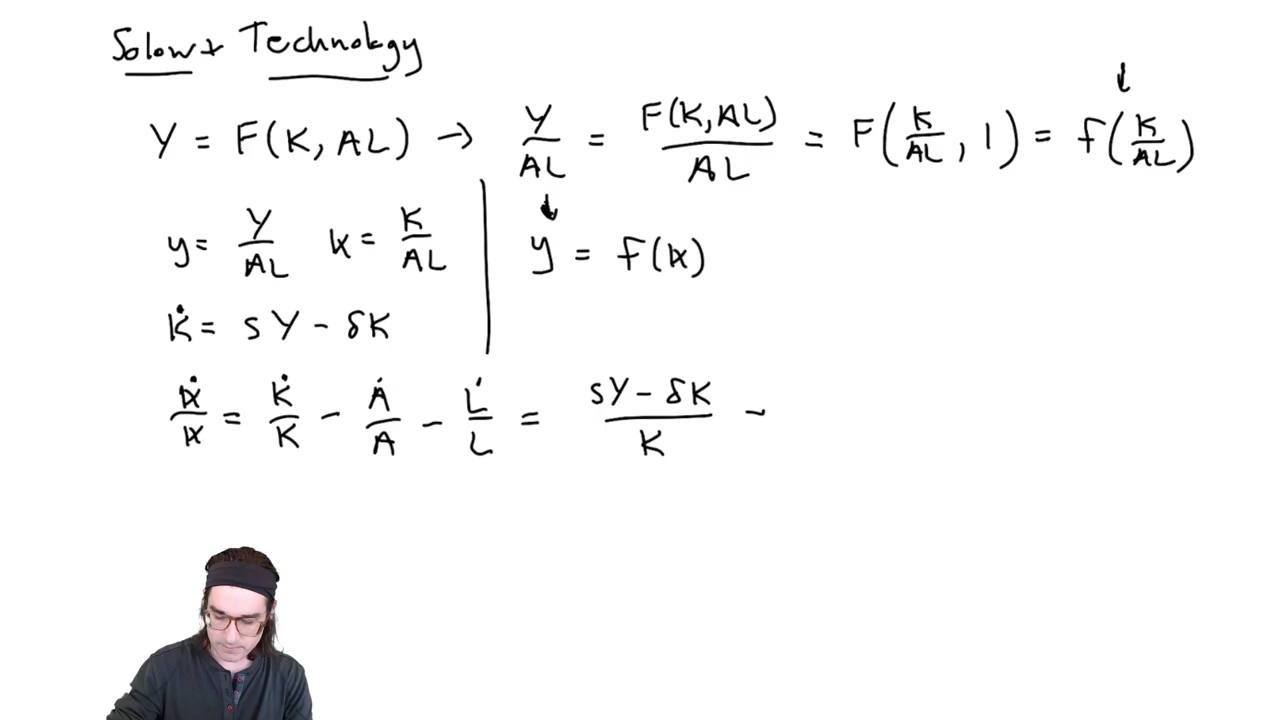 Solow + Technology
Y = F(K, AL) → Y/AL = F(K, AL)/AL = F(K/AL, 1) = f(K/AL)
y = Y/AL k = K/AL y = f(k)
K̇ = sY - δK
k̇/k = K̇/K - Ȧ/A - L̇/L = (sY - δK)/K -